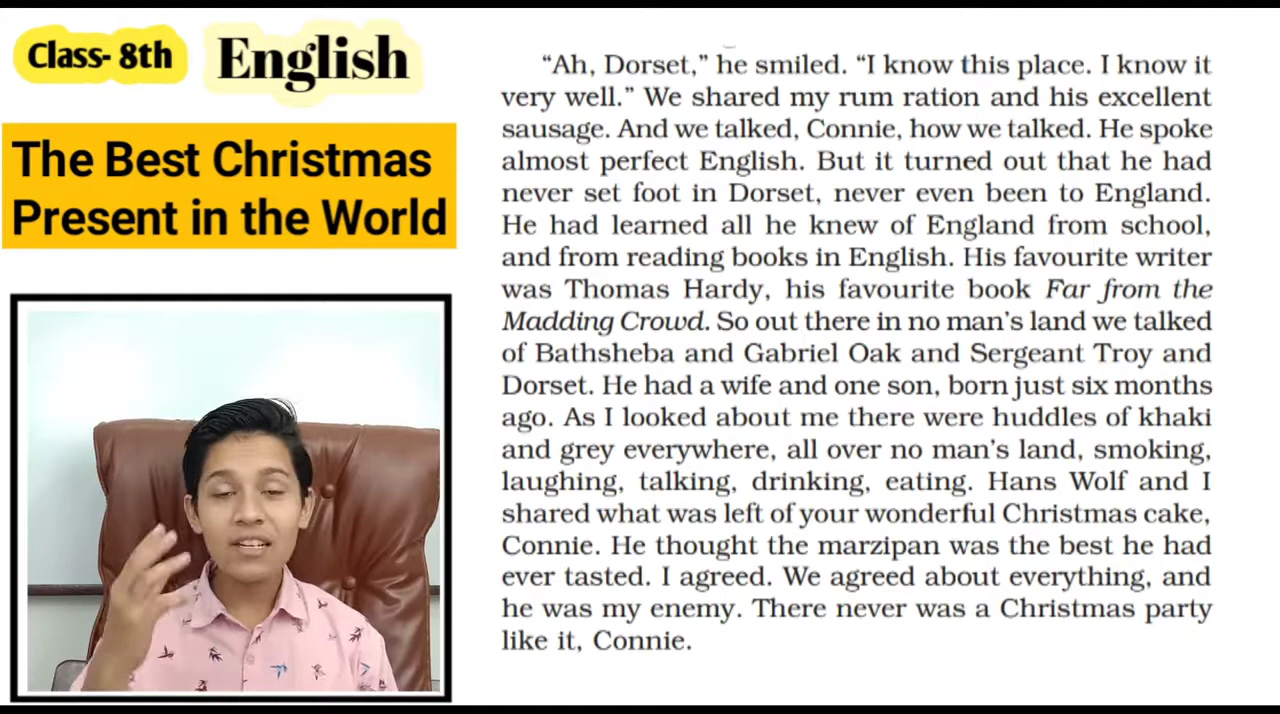 Class- 8th
English
The Best Christmas
Present in the World
“Ah, Dorset,” he smiled. “I know this place. I know it
very well.” We shared my rum ration and his excellent
sausage. And we talked, Connie, how we talked. He spoke
almost perfect English. But it turned out that he had
never set foot in Dorset, never even been to England.
He had learned all he knew of England from school,
and from reading books in English. His favourite writer
was Thomas Hardy, his favourite book Far from the
Madding Crowd. So out there in no man’s land we talked
of Bathsheba and Gabriel Oak and Sergeant Troy and
Dorset. He had a wife and one son, born just six months
ago. As I looked about me there were huddles of khaki
and grey everywhere, all over no man’s land, smoking,
laughing, talking, drinking, eating. Hans Wolf and I
shared what was left of your wonderful Christmas cake,
Connie. He thought the marzipan was the best he had
ever tasted. I agreed. We agreed about everything, and
he was my enemy. There never was a Christmas party
like it, Connie.